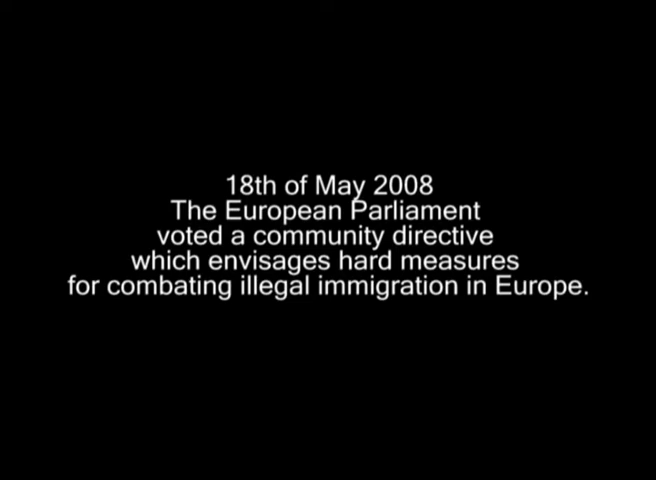 18th of May 2008
The European Parliament
voted a community directive
which envisages hard measures
for combating illegal immigration in Europe.